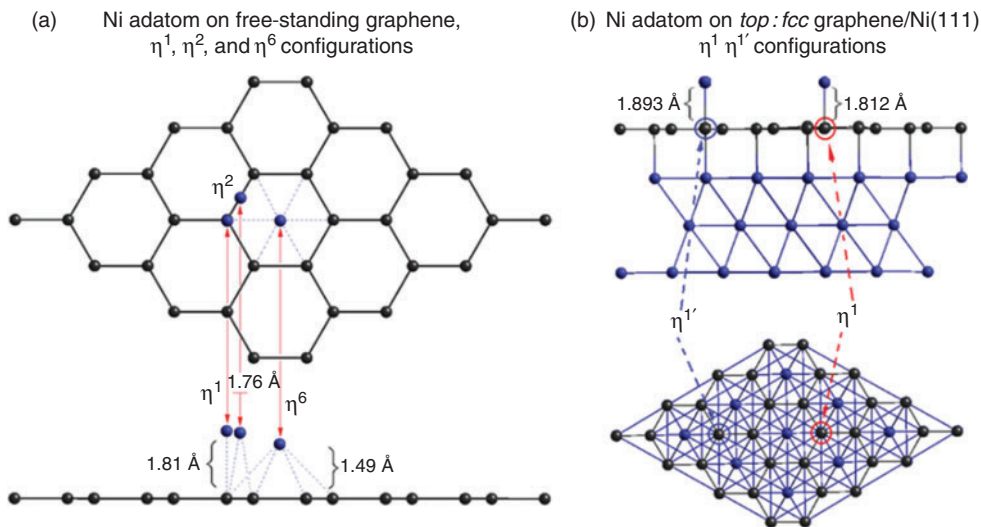 (a) Ni adatom on free-standing graphene,
η¹, η², and η⁶ configurations
η²
η¹
1.76 Å
η⁶
1.81 Å
1.49 Å
(b) Ni adatom on top : fcc graphene/Ni(111)
η¹ η¹′ configurations
1.893 Å
1.812 Å
η¹′
η¹